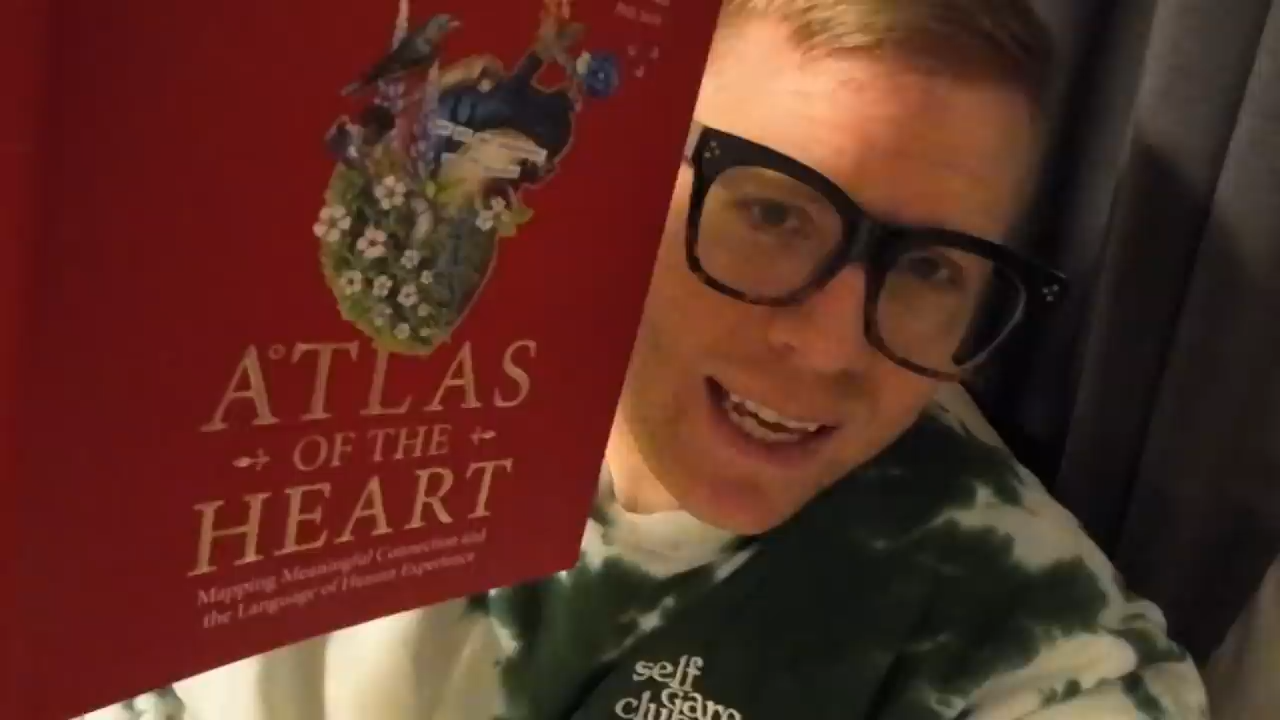 ATLAS
OF THE
HEART
Mapping Meaningful Connection and
the Language of Human Experience
self
care
club